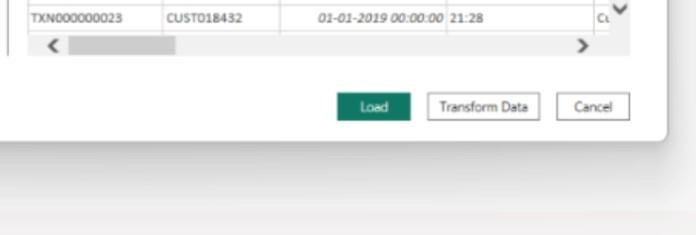 TXN000000023 CUST018432 01-01-2019 00:00:00 21:28
Load Transform Data Cancel